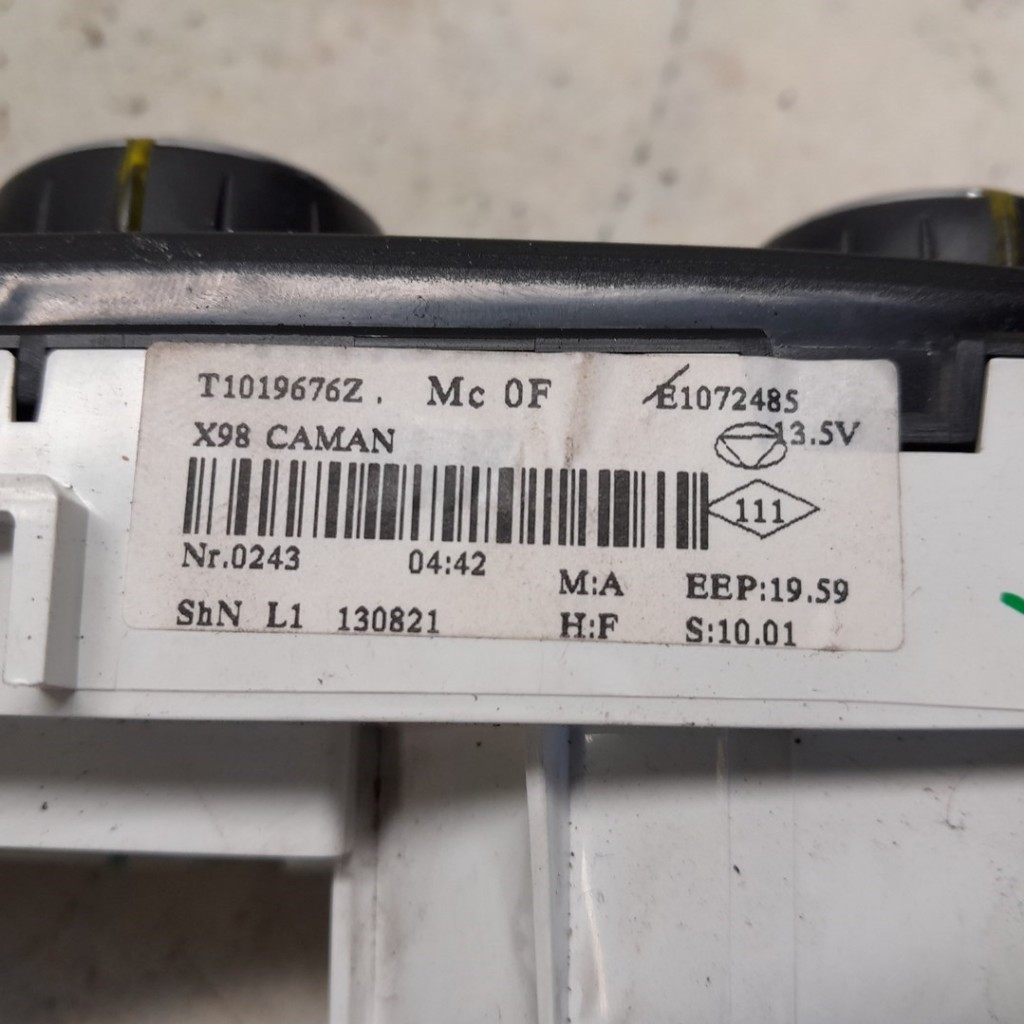 T1019676Z. Mc 0F E1072485
X98 CAMAN 13.5V
111
Nr.0243 04:42
M:A EEP:19.59
ShN L1 130821 H:F S:10.01